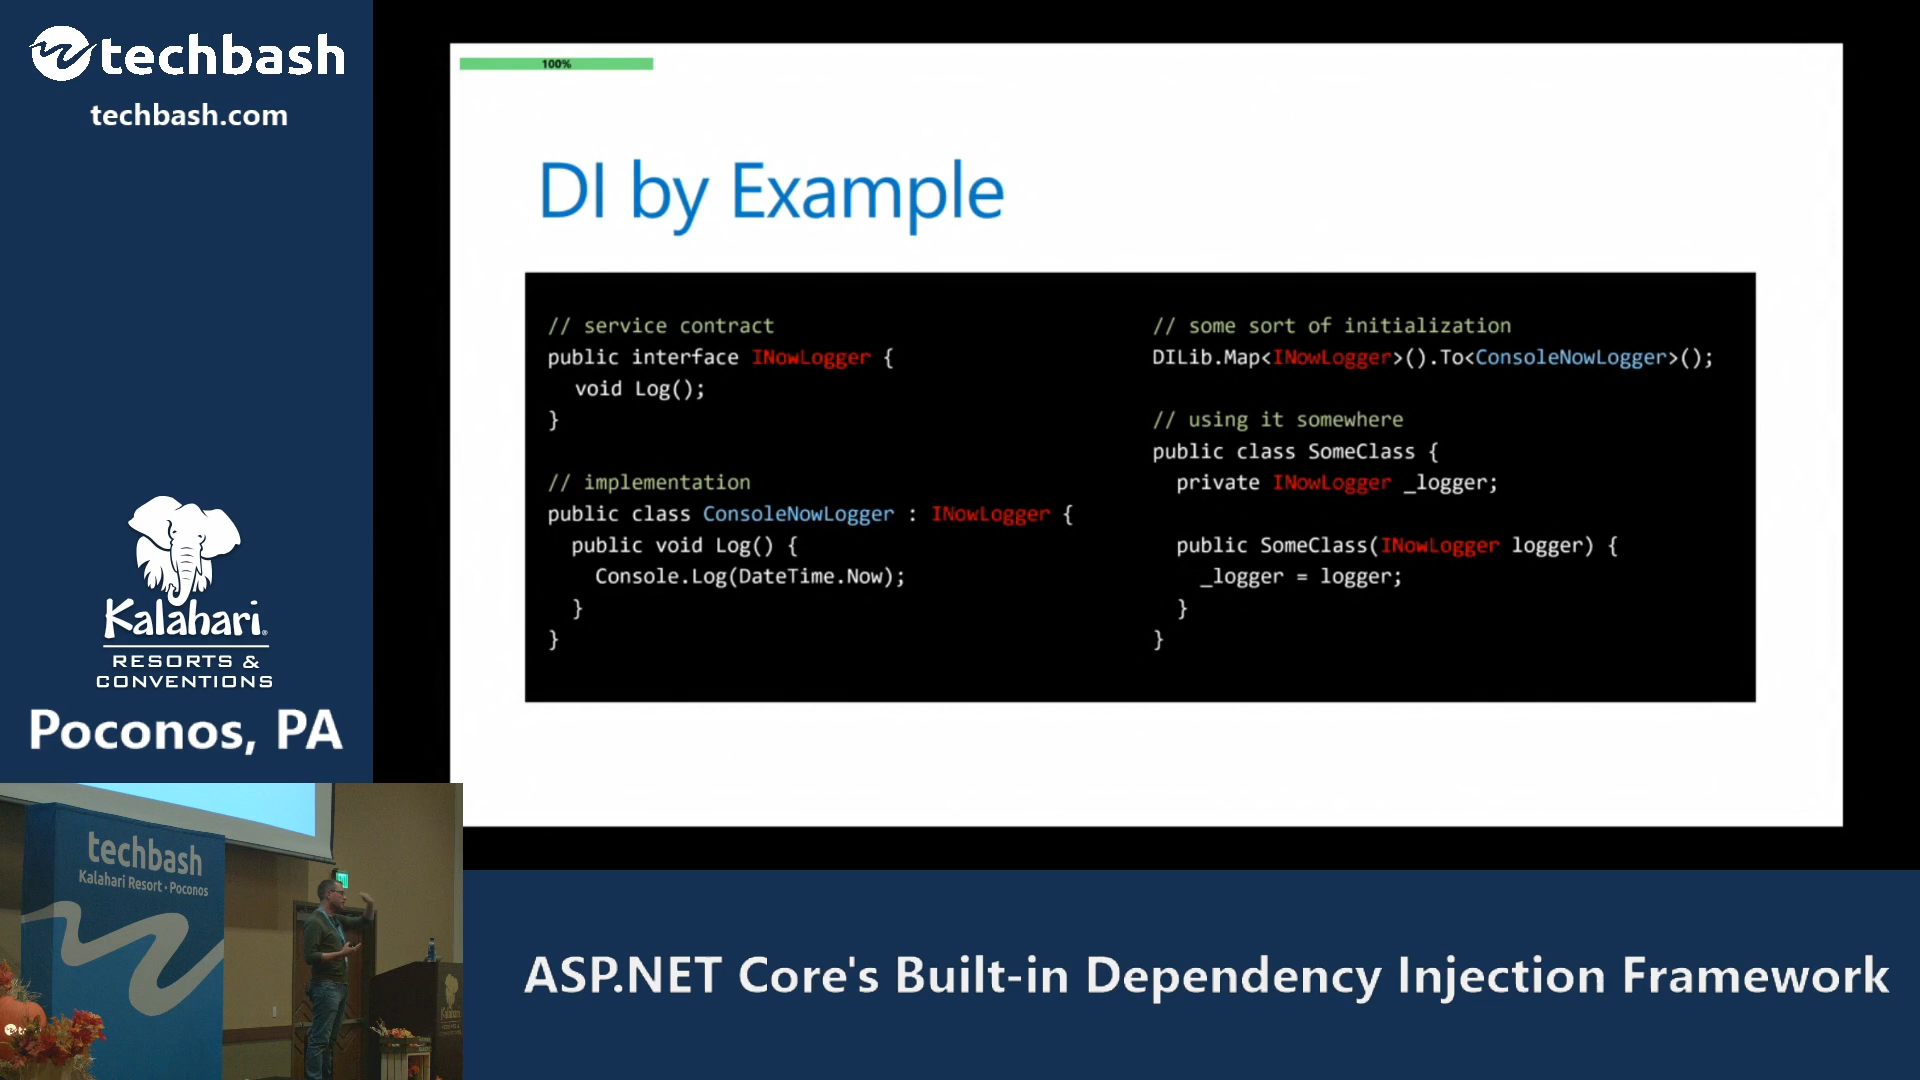 techbash
techbash.com
Kalahari.
RESORTS &
CONVENTIONS
Poconos, PA
100%
DI by Example
// service contract
public interface INowLogger {
void Log();
}
// implementation
public class ConsoleNowLogger : INowLogger {
public void Log() {
Console.Log(DateTime.Now);
}
}
// some sort of initialization
DILib.Map<INowLogger>().To<ConsoleNowLogger>();
// using it somewhere
public class SomeClass {
private INowLogger _logger;
public SomeClass(INowLogger logger) {
_logger = logger;
}
}
techbash
Kalahari Resort • Poconos
Kalahari
ASP.NET Core's Built-in Dependency Injection Framework